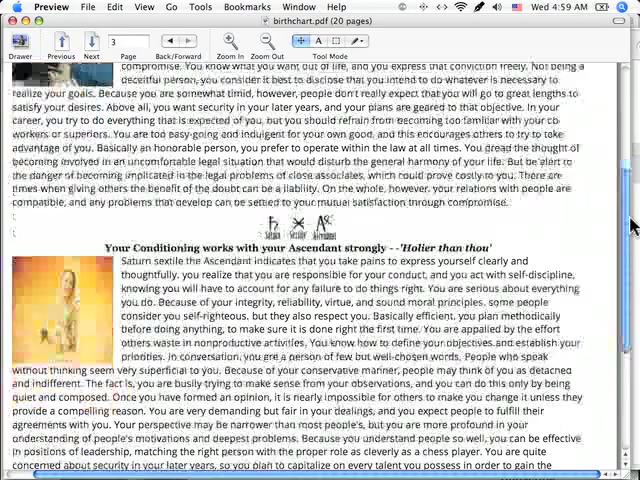 Preview File Edit View Go Tools Bookmarks Window Help Wed 4:59 AM
birthchart.pdf (20 pages)
3
Drawer Previous Next Page Back/Forward Zoom In Zoom Out Tool Mode
compromise. You know what you want out of life, and you express that conviction freely. Not being a
deceitful person, you consider it best to disclose that you intend to do whatever is necessary to
realize your goals. Because you are somewhat timid, however, people don't really expect that you will go to great lengths to
satisfy your desires. Above all, you want security in your later years, and your plans are geared to that objective. In your
career, you try to do everything that is expected of you, but you should refrain from becoming too familiar with your co
workers or superiors. You are too easy-going and indulgent for your own good, and this encourages others to try to take
advantage of you. Basically an honorable person, you prefer to operate within the law at all times. You dread the thought of
becoming involved in an uncomfortable legal situation that would disturb the general harmony of your life. But be alert to
the danger of becoming implicated in the legal problems of close associates, which could prove costly to you. There are
times when giving others the benefit of the doubt can be a liability. On the whole, however, your relations with people are
compatible, and any problems that develop can be settled to your mutual satisfaction through compromise.
Saturn Sextile Ascendant
Your Conditioning works with your Ascendant strongly - -'Holier than thou'
Saturn sextile the Ascendant indicates that you take pains to express yourself clearly and
thoughtfully. you realize that you are responsible for your conduct, and you act with self-discipline,
knowing you will have to account for any failure to do things right. You are serious about everything
you do. Because of your integrity, reliability, virtue, and sound moral principles. some people
consider you self-righteous, but they also respect you. Basically efficient, you plan methodically
before doing anything, to make sure it is done right the first time. You are appalled by the effort
others waste in nonproductive activities. You know how to define your objectives and establish your
priorities. In conversation, you are a person of few but well-chosen words. People who speak
without thinking seem very superficial to you. Because of your conservative manner, people may think of you as detached
and indifferent. The fact is, you are busily trying to make sense from your observations, and you can do this only by being
quiet and composed. Once you have formed an opinion, it is nearly impossible for others to make you change it unless they
provide a compelling reason. You are very demanding but fair in your dealings, and you expect people to fulfill their
agreements with you. Your perspective may be narrower than most people's, but you are more profound in your
understanding of people's motivations and deepest problems. Because you understand people so well, you can be effective
in positions of leadership, matching the right person with the proper role as cleverly as a chess player. You are quite
concerned about security in your later years, so you plan to capitalize on every talent you possess in order to gain the